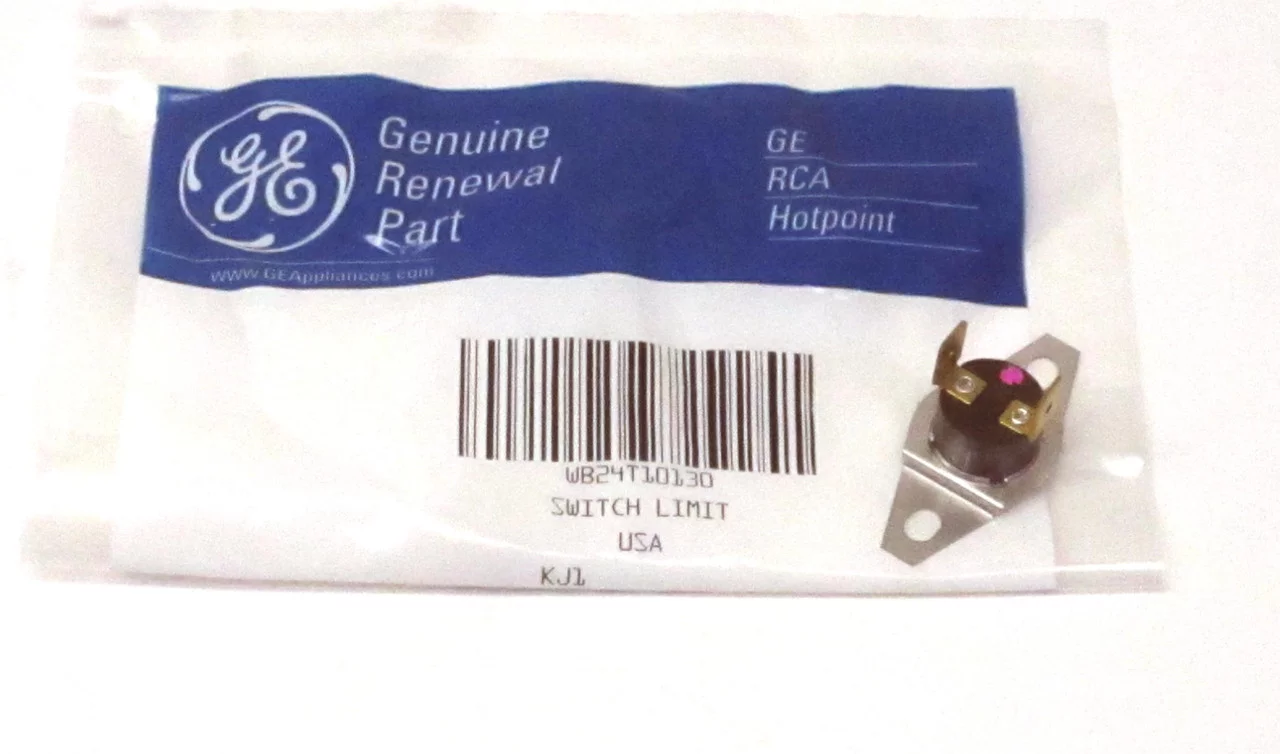 GE
Genuine
Renewal
Part
www.GEAppliances.com
GE
RCA
Hotpoint
WB24T10130
SWITCH LIMIT
USA
KJ1